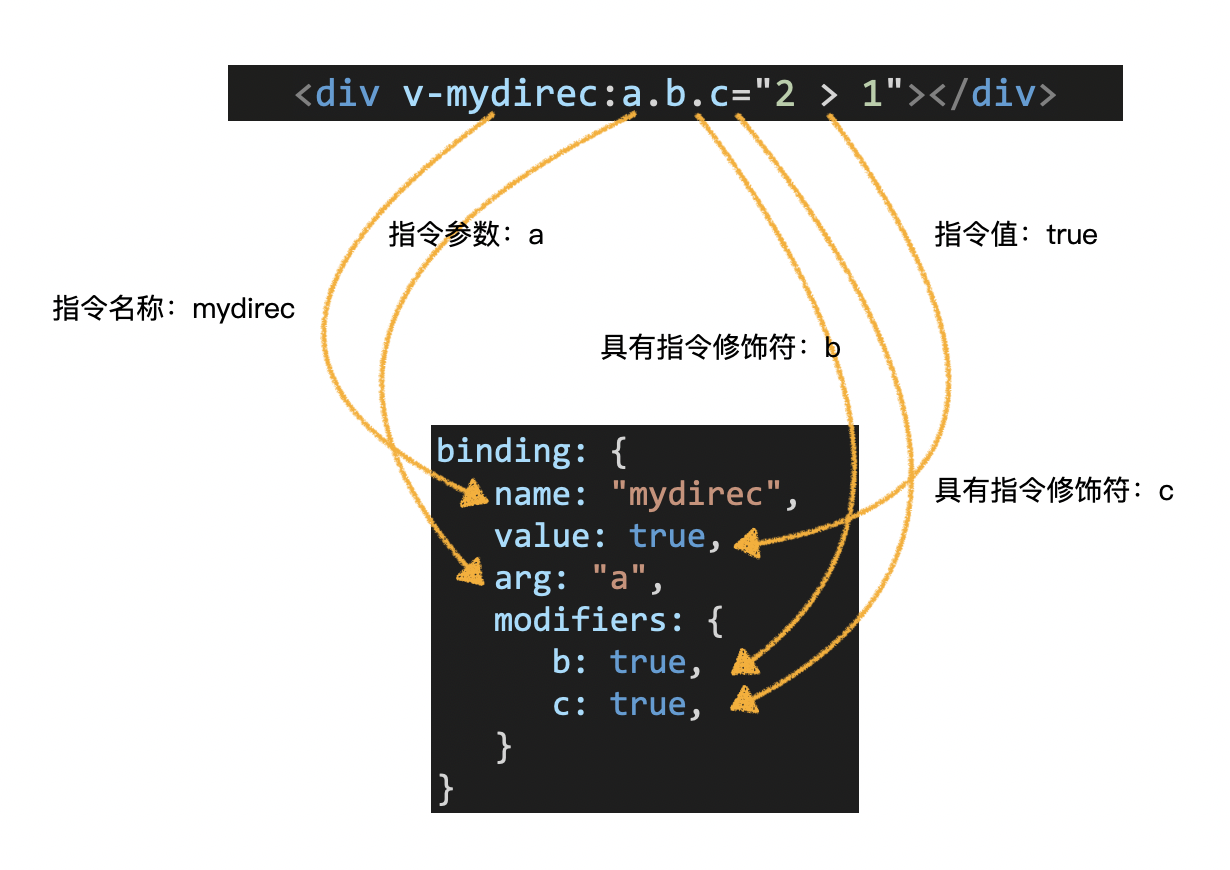 <div v-mydirec:a.b.c="2 > 1"></div>
指令参数：a
指令值：true
指令名称：mydirec
具有指令修饰符：b
binding: {
name: "mydirec",
具有指令修饰符：c
value: true,
arg: "a",
modifiers: {
b: true,
c: true,
}
}